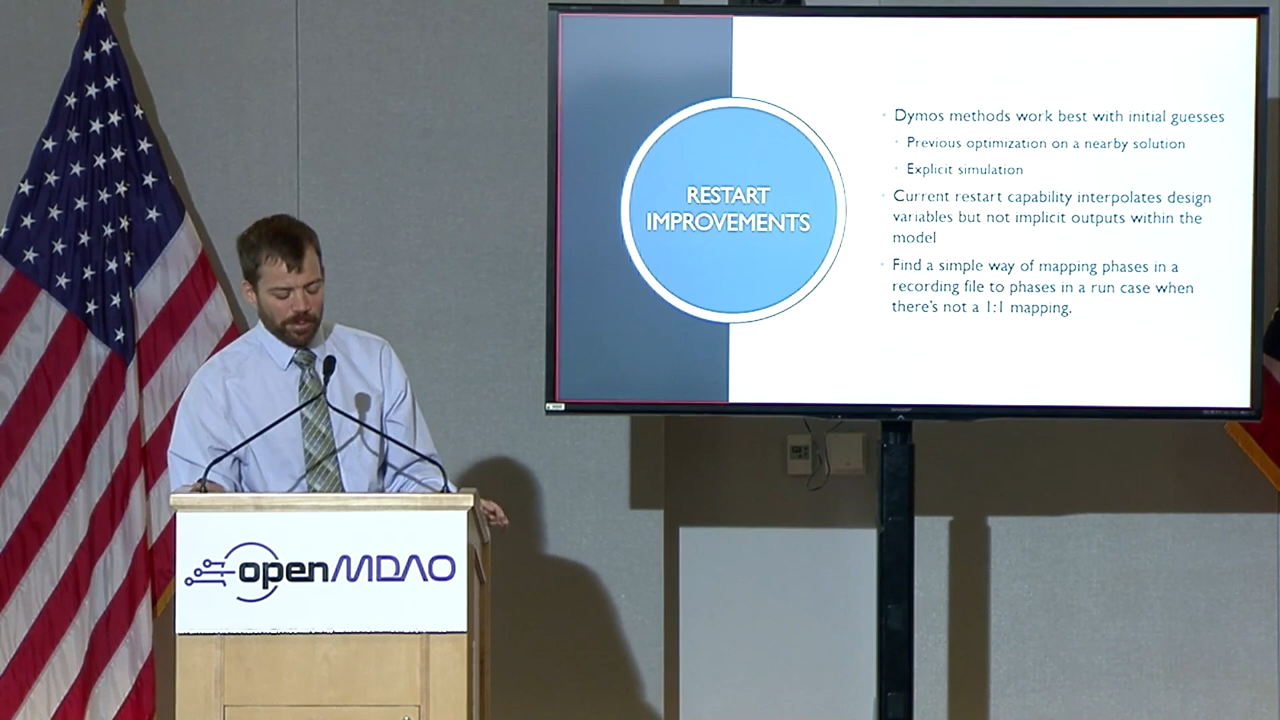 RESTART
IMPROVEMENTS
Dymos methods work best with initial guesses
Previous optimization on a nearby solution
Explicit simulation
Current restart capability interpolates design
variables but not implicit outputs within the
model
Find a simple way of mapping phases in a
recording file to phases in a run case when
there's not a 1:1 mapping.
openMDAO